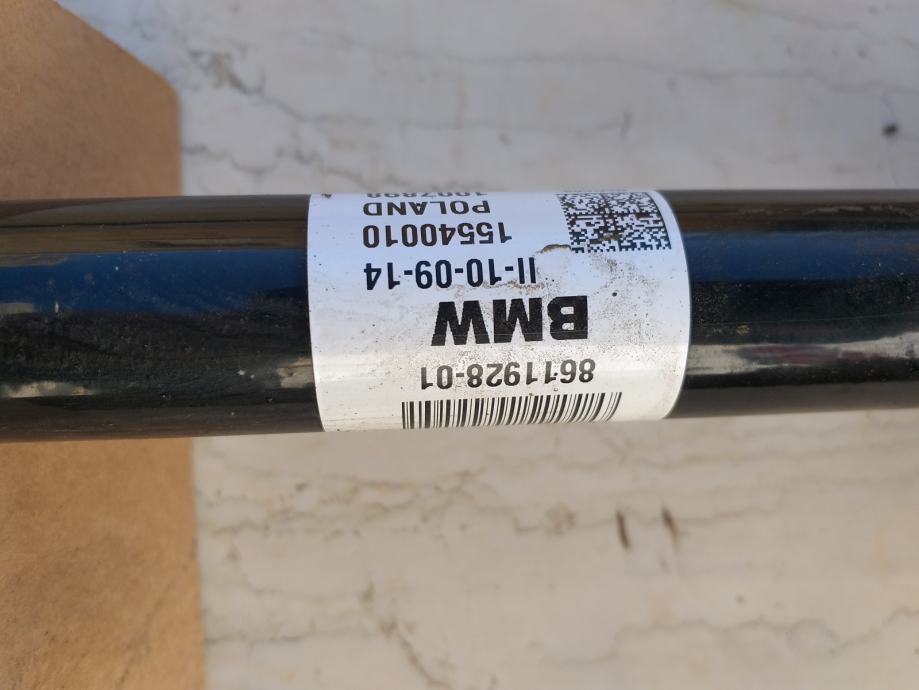 8611928-01
BMW
II-10-09-14
15540010
POLAND